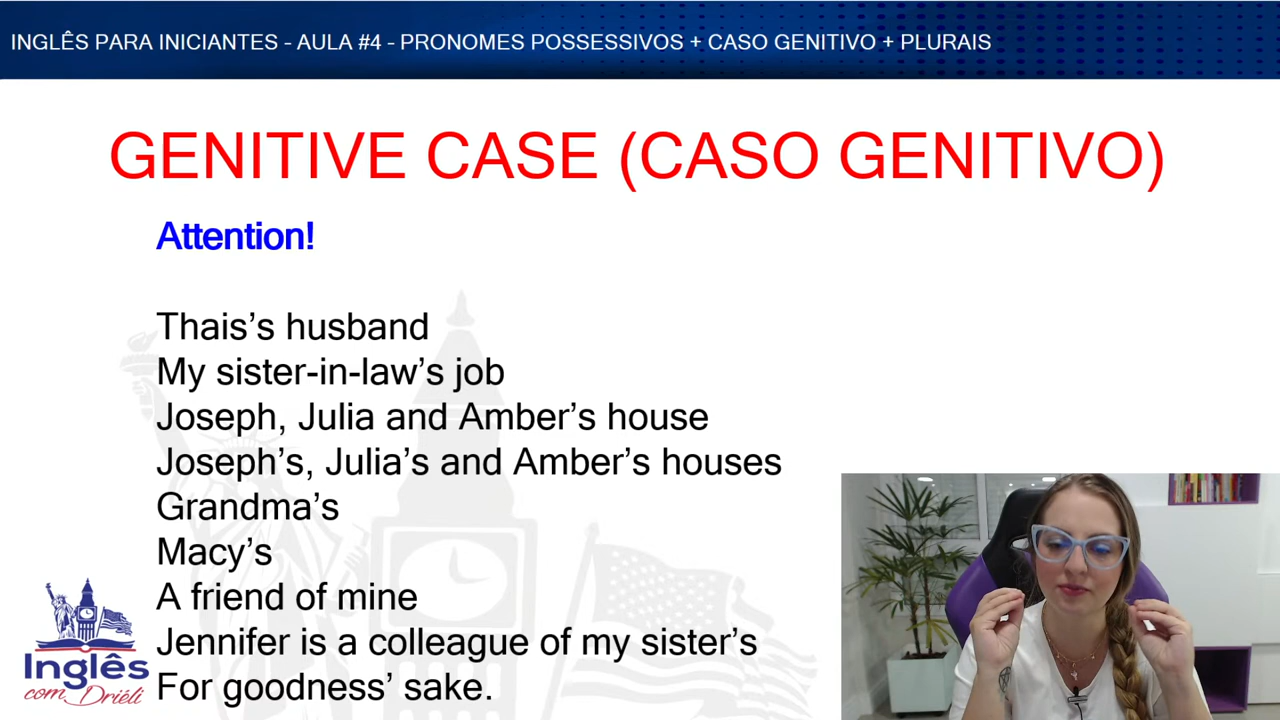 INGLÊS PARA INICIANTES - AULA #4 - PRONOMES POSSESSIVOS + CASO GENITIVO + PLURAIS
GENITIVE CASE (CASO GENITIVO)
Attention!
Thais’s husband
My sister-in-law’s job
Joseph, Julia and Amber’s house
Joseph’s, Julia’s and Amber’s houses
Grandma’s
Macy’s
A friend of mine
Jennifer is a colleague of my sister’s
For goodness’ sake.
Inglês
com Driéli